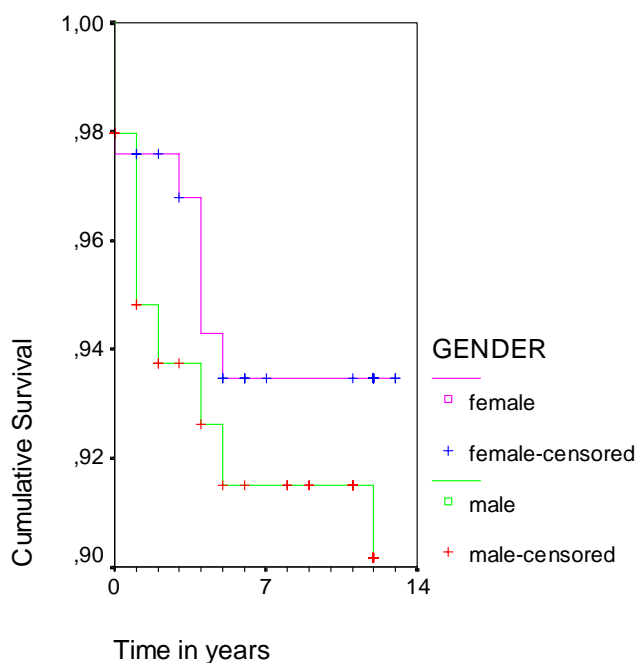 1,00
,98
,96
,94
,92
,90
Cumulative Survival
0 7 14
Time in years
GENDER
female
female-censored
male
male-censored